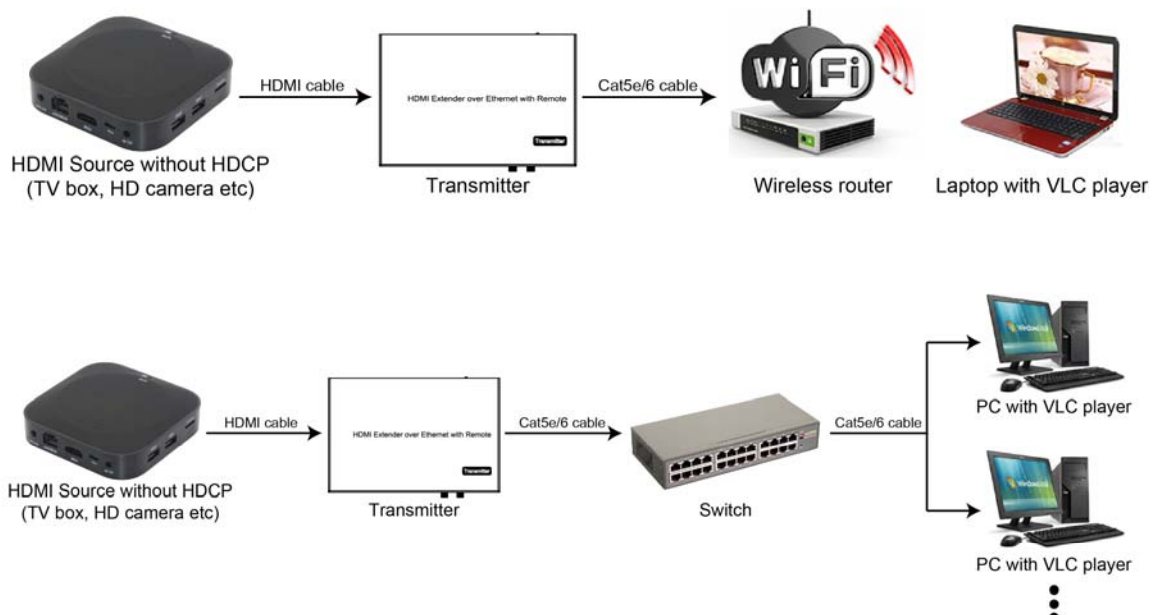 HDMI cable
HDMI Extender over Ethernet with Remote
Transmitter
Cat5e/6 cable
Wi Fi
HDMI Source without HDCP
(TV box, HD camera etc)
Transmitter
Wireless router
Laptop with VLC player
HDMI cable
HDMI Extender over Ethernet with Remote
Transmitter
Cat5e/6 cable
Cat5e/6 cable
PC with VLC player
HDMI Source without HDCP
(TV box, HD camera etc)
Transmitter
Switch
PC with VLC player